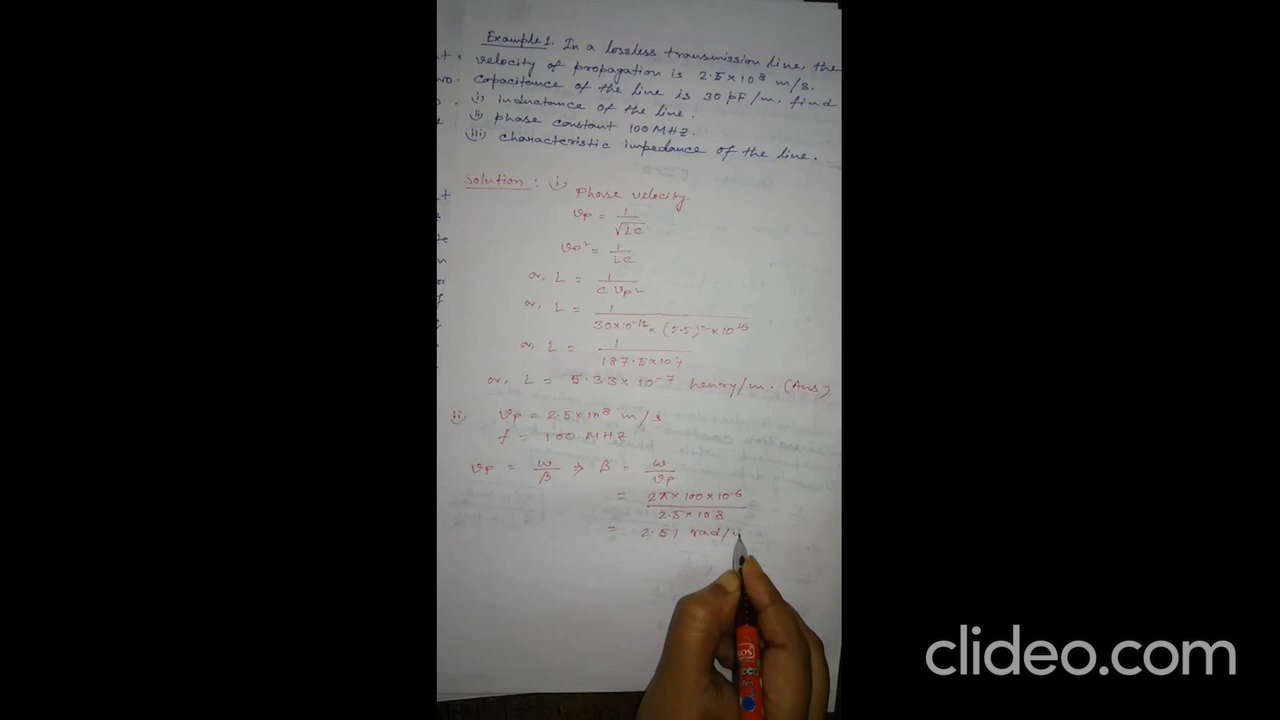 Example 1. In a lossless transmission line, the
velocity of propagation is 2.5×10⁸ m/s.
Capacitance of the line is 30 pF/m. find
i) inductance of the line.
ii) phase constant 100 MHZ.
iii) characteristic impedance of the line.
Solution: i) Phase velocity
vp = 1/√LC
vp² = 1/LC
or, L = 1/C vp²
or, L = 1/30×10⁻¹²×(2.5)²×10¹⁶
or, L = 1/187.5×10⁴
or, L = 5.33×10⁻⁷ henry/m. (Ans)
ii) vp = 2.5×10⁸ m/s
f = 100 MHZ
vp = ω/β ⇒ β = ω/vp
= 2π×100×10⁻⁶/2.5×10⁸
= 2.51 rad/
clideo.com